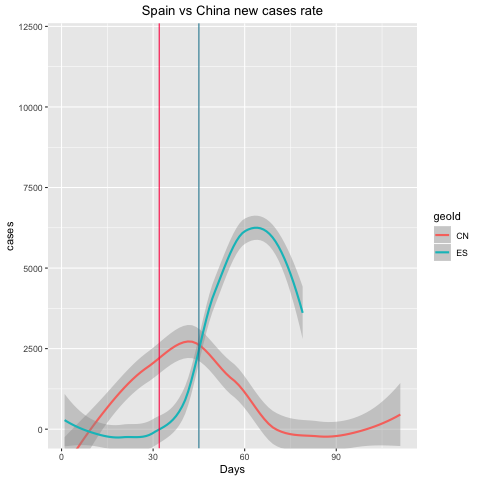 Spain vs China new cases rate
12500
10000
7500
5000
2500
0
cases
0 30 60 90
Days
geoId
CN
ES